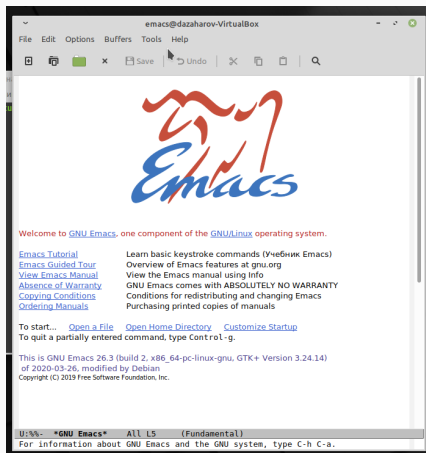 emacs@dazaharov-VirtualBox
File Edit Options Buffers Tools Help
Save Undo
Emacs
Welcome to GNU Emacs, one component of the GNU/Linux operating system.
Emacs Tutorial Learn basic keystroke commands (Учебник Emacs)
Emacs Guided Tour Overview of Emacs features at gnu.org
View Emacs Manual View the Emacs manual using Info
Absence of Warranty GNU Emacs comes with ABSOLUTELY NO WARRANTY
Copying Conditions Conditions for redistributing and changing Emacs
Ordering Manuals Purchasing printed copies of manuals
To start... Open a File Open Home Directory Customize Startup
To quit a partially entered command, type Control-g.
This is GNU Emacs 26.3 (build 2, x86_64-pc-linux-gnu, GTK+ Version 3.24.14)
of 2020-03-26, modified by Debian
Copyright (C) 2019 Free Software Foundation, Inc.
U:%%- *GNU Emacs* All L5 (Fundamental)
For information about GNU Emacs and the GNU system, type C-h C-a.